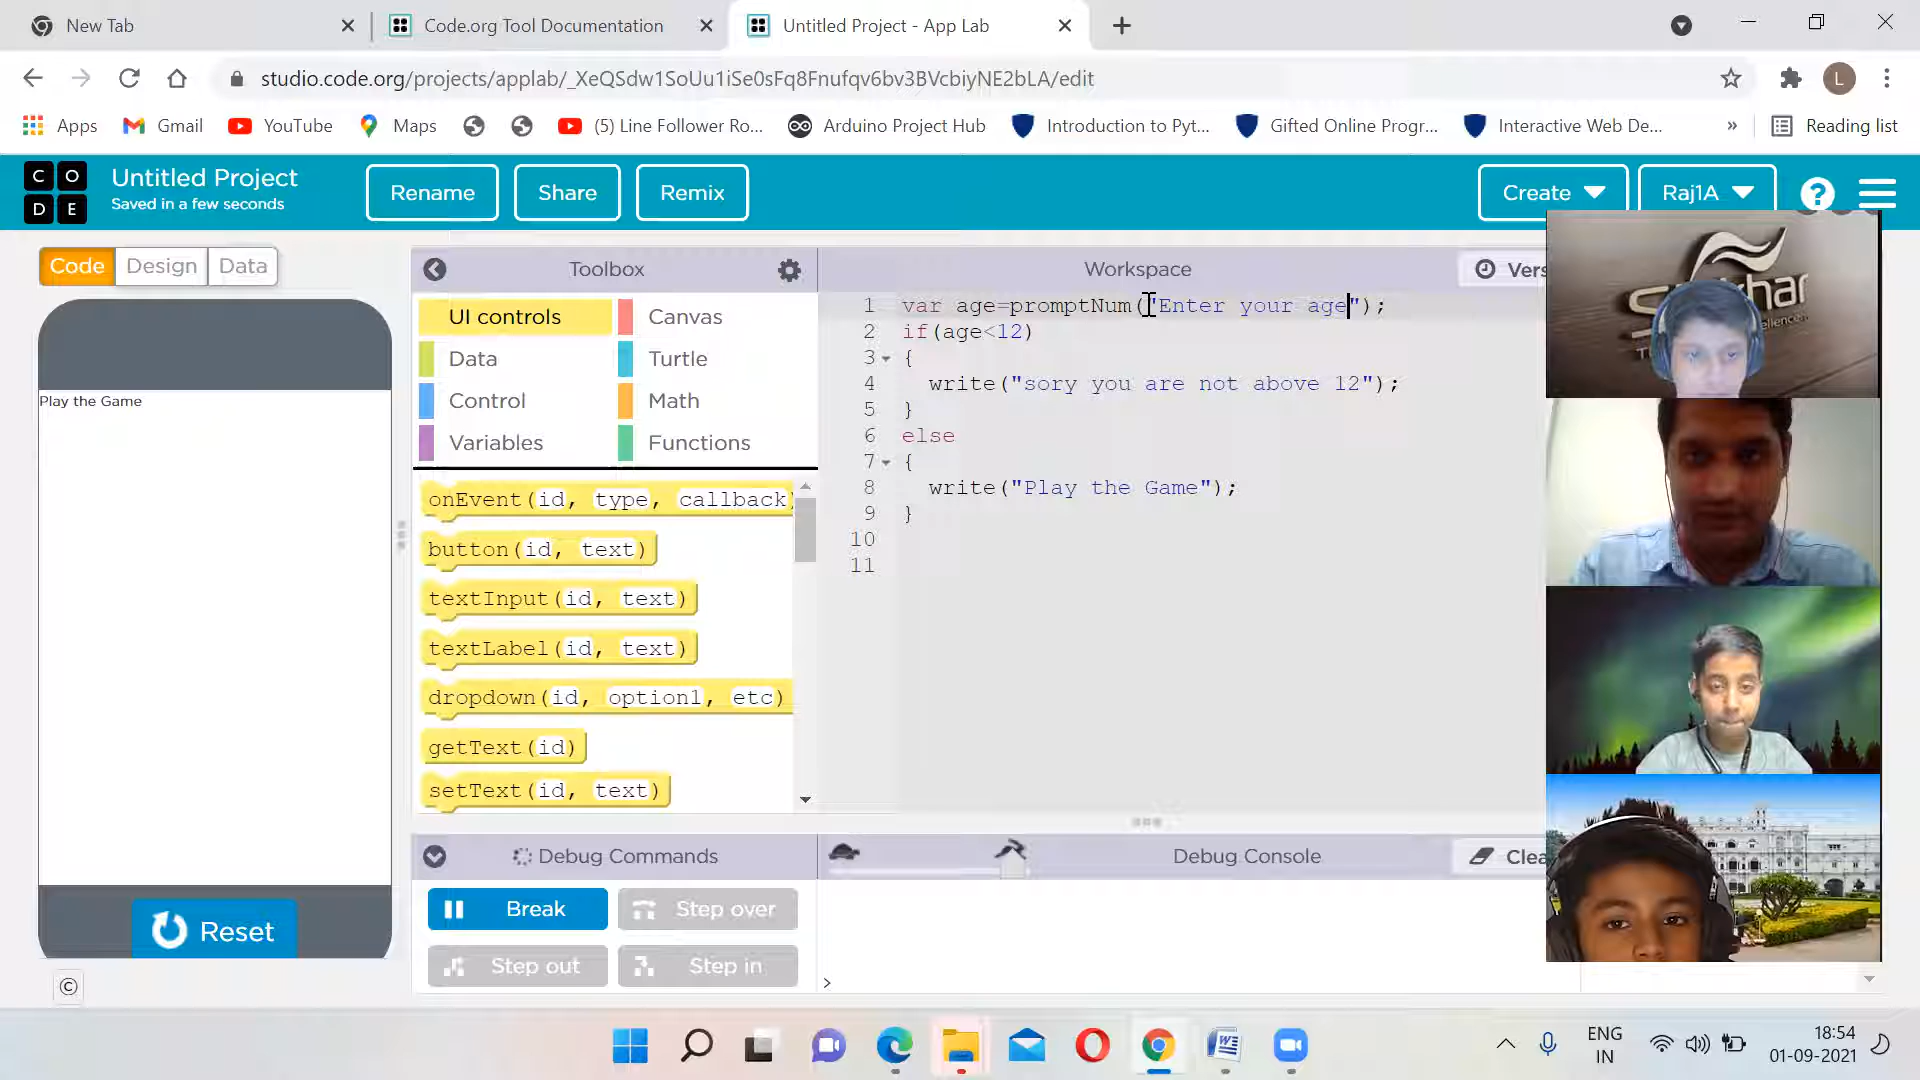 New Tab
Code.org Tool Documentation
Untitled Project - App Lab
studio.code.org/projects/applab/_XeQSdw1SoUu1iSe0sFq8Fnufqv6bv3BVcbiyNE2bLA/edit
L
Apps
Gmail
YouTube
Maps
(5) Line Follower Ro...
Arduino Project Hub
Introduction to Pyt...
Gifted Online Progr...
Interactive Web De...
»
Reading list
C O
D E
Untitled Project
Saved in a few seconds
Rename
Share
Remix
Create
Raj1A
?
Code
Design
Data
Toolbox
Workspace
Vers
UI controls
Canvas
Data
Turtle
Control
Math
Variables
Functions
onEvent(id, type, callback)
button(id, text)
textInput(id, text)
textLabel(id, text)
dropdown(id, option1, etc)
getText(id)
setText(id, text)
1 var age=promptNum("Enter your age");
2 if(age<12)
3 {
4 write("sory you are not above 12");
5 }
6 else
7 {
8 write("Play the Game");
9 }
10
11
Play the Game
Reset
©
Debug Commands
Debug Console
Clea
Break
Step over
Step out
Step in
>
ENG
IN
18:54
01-09-2021